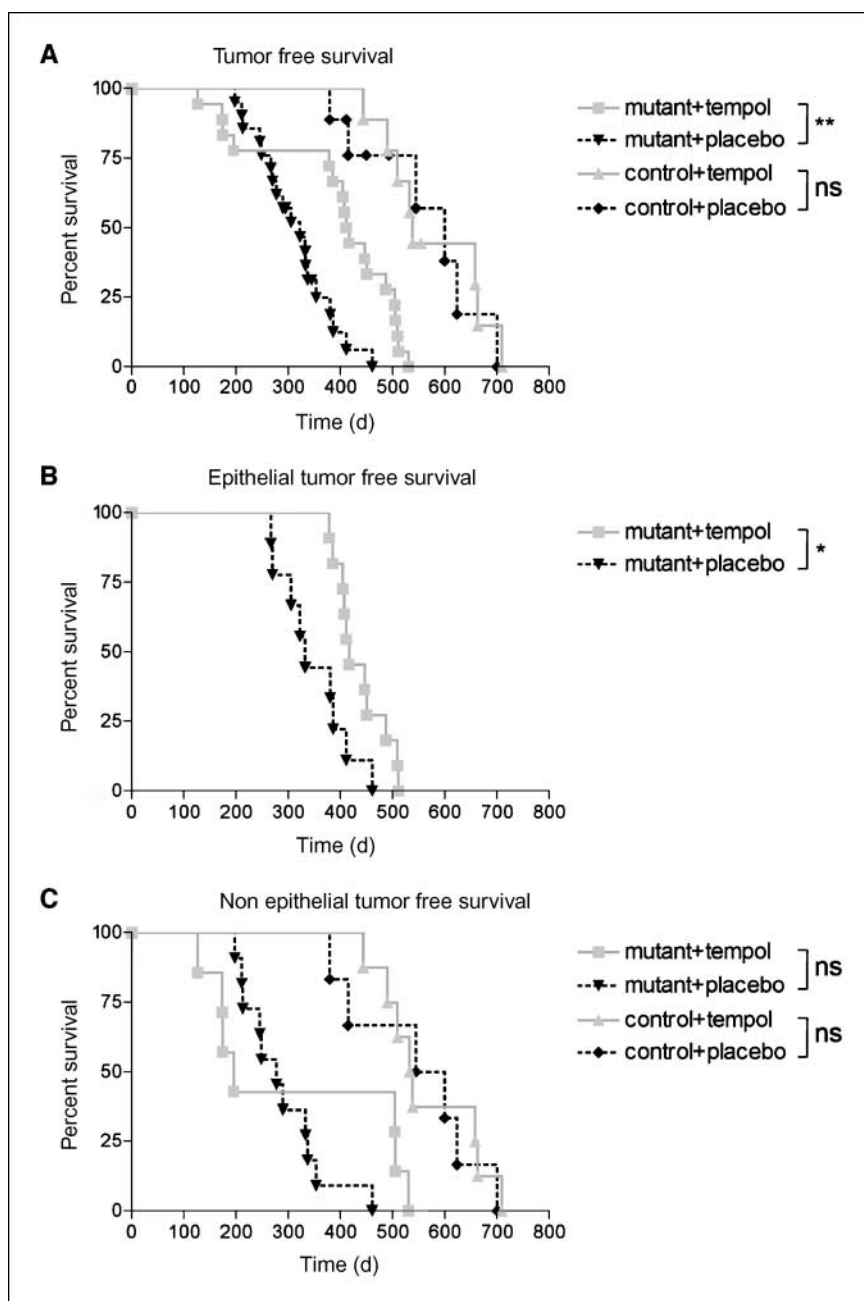 A Tumor free survival
100
75
50
25
0
Percent survival
0 100 200 300 400 500 600 700 800
Time (d)
mutant+tempol
mutant+placebo
**
control+tempol
control+placebo
ns
B Epithelial tumor free survival
100
75
50
25
0
Percent survival
0 100 200 300 400 500 600 700 800
Time (d)
mutant+tempol
mutant+placebo
*
C Non epithelial tumor free survival
100
75
50
25
0
Percent survival
0 100 200 300 400 500 600 700 800
Time (d)
mutant+tempol
mutant+placebo
ns
control+tempol
control+placebo
ns